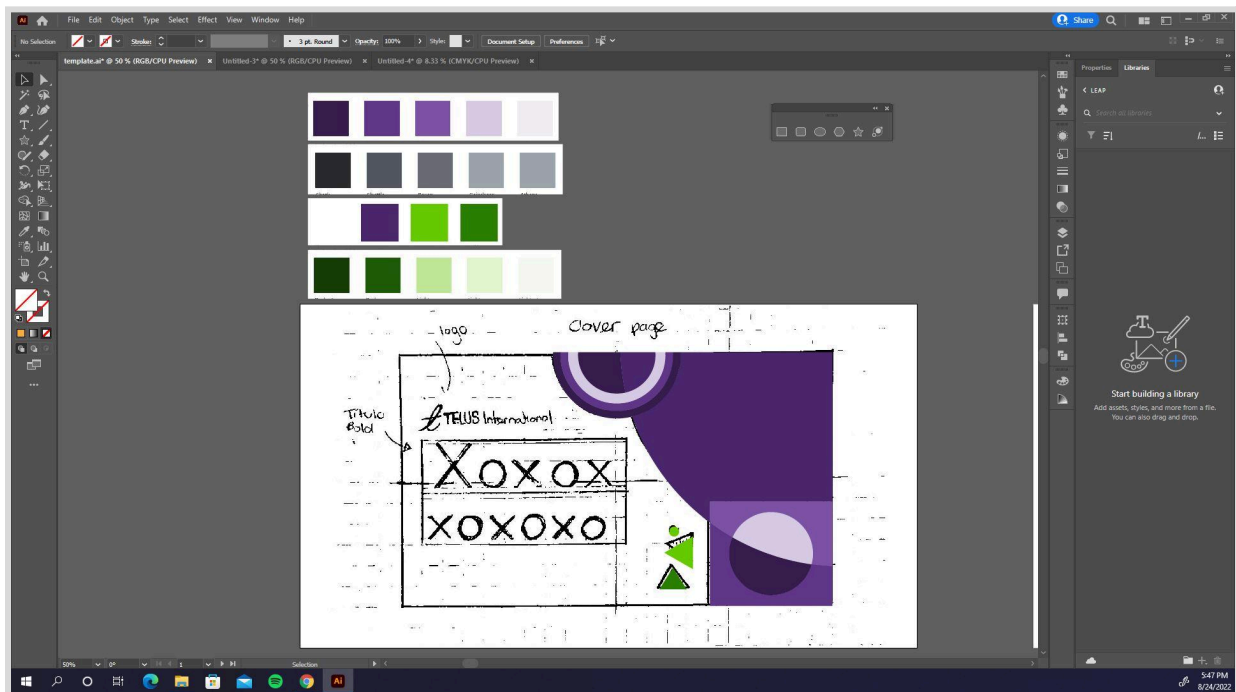 Ai File Edit Object Type Select Effect View Window Help
Share
No Selection Stroke: 3 pt. Round Opacity: 100% Style: Document Setup Preferences
template.ai* @ 50 % (RGB/CPU Preview) × Untitled-3* @ 50 % (RGB/CPU Preview) × Untitled-4* @ 8.33 % (CMYK/CPU Preview) ×
Properties Libraries
LEAP
Search all libraries
logo
Cover page
Titulo
Bold
t TELUS International
Xoxox
xoxoxo
Start building a library
Add assets, styles, and more from a file.
You can also drag and drop.
50% 0° 1 Selection
Ai
5:47 PM
8/24/2022